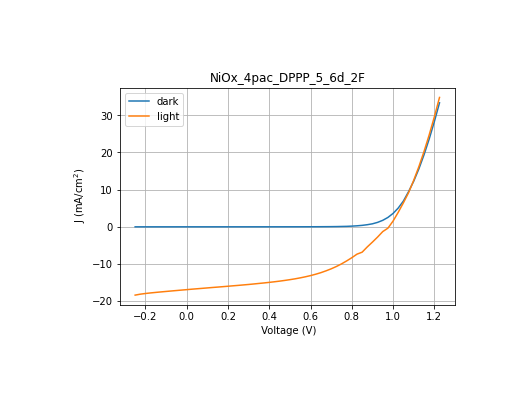 NiOx_4pac_DPPP_5_6d_2F
dark
light
J (mA/cm²)
30
20
10
0
−10
−20
−0.2 0.0 0.2 0.4 0.6 0.8 1.0 1.2
Voltage (V)